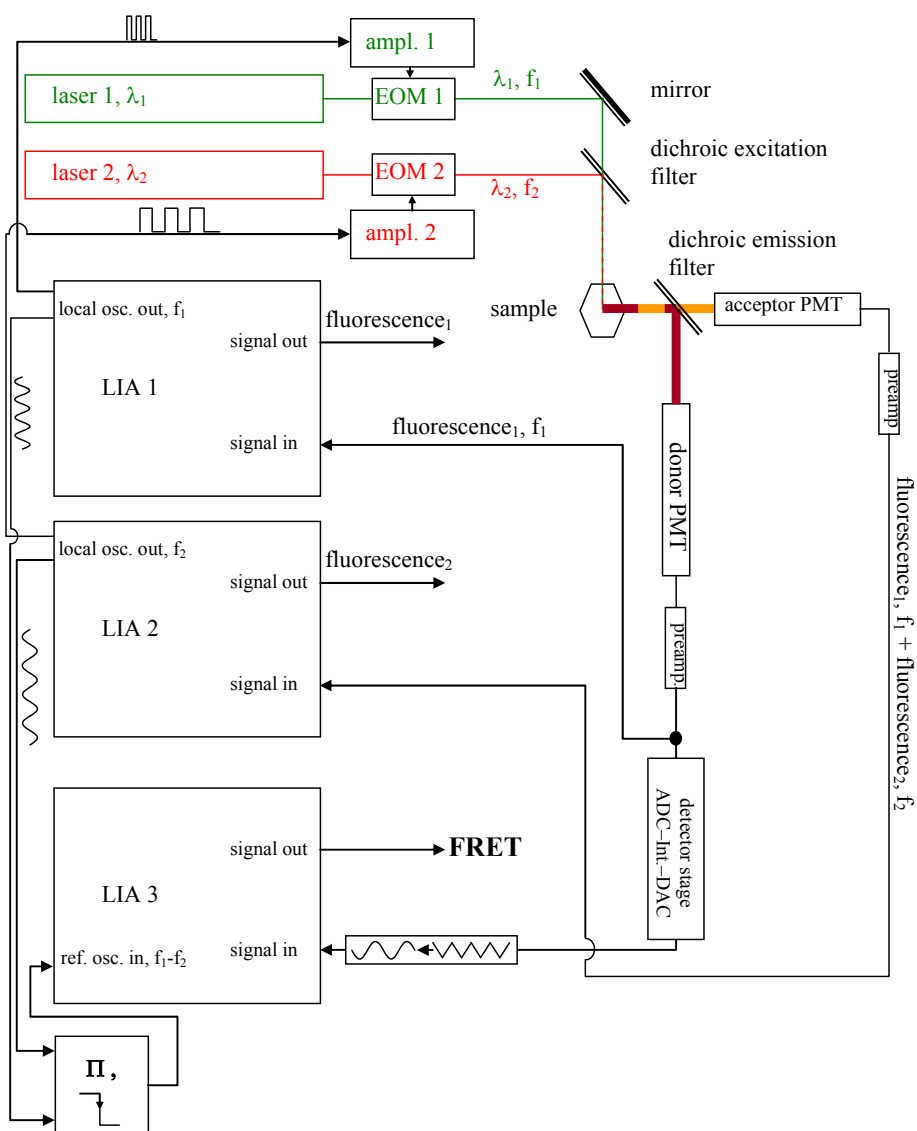 ampl. 1
laser 1, λ₁
EOM 1
λ₁, f₁
mirror
dichroic excitation
filter
laser 2, λ₂
EOM 2
λ₂, f₂
ampl. 2
dichroic emission
filter
sample
acceptor PMT
preamp
local osc. out, f₁
signal out
fluorescence₁
LIA 1
signal in
fluorescence₁, f₁
donor PMT
preamp.
fluorescence₁, f₁ + fluorescence₂, f₂
local osc. out, f₂
signal out
fluorescence₂
LIA 2
signal in
detector stage
ADC–Int.–DAC
signal out
FRET
LIA 3
signal in
ref. osc. in, f₁-f₂
Π,